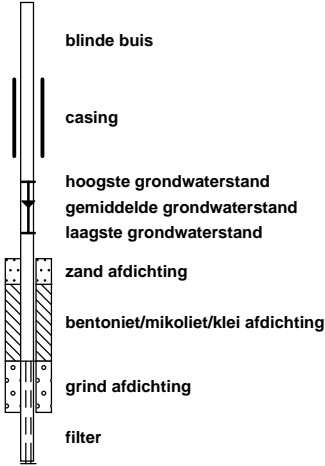 blinde buis
casing
hoogste grondwaterstand
gemiddelde grondwaterstand
laagste grondwaterstand
zand afdichting
bentoniet/mikoliet/klei afdichting
grind afdichting
filter